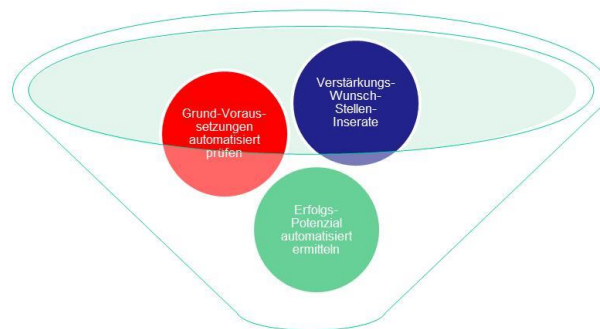 Verstärkungs-
Wunsch-
Stellen-
Inserate
Grund-Voraus-
setzungen
automatisiert
prüfen
Erfolgs-
Potenzial
automatisiert
ermitteln